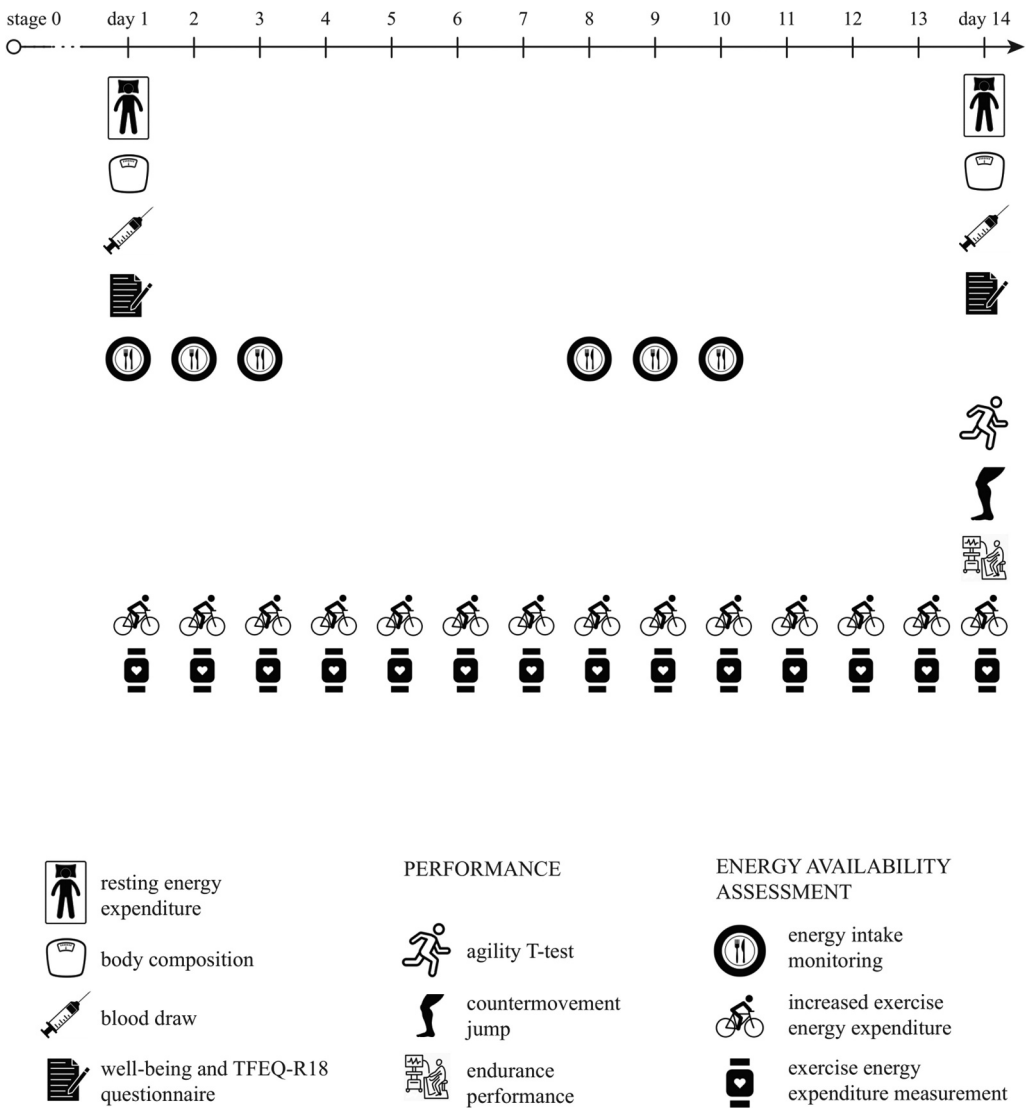 stage 0 day 1 2 3 4 5 6 7 8 9 10 11 12 13 day 14
resting energy
expenditure
body composition
blood draw
well-being and TFEQ-R18
questionnaire
PERFORMANCE
agility T-test
countermovement
jump
endurance
performance
ENERGY AVAILABILITY
ASSESSMENT
energy intake
monitoring
increased exercise
energy expenditure
exercise energy
expenditure measurement